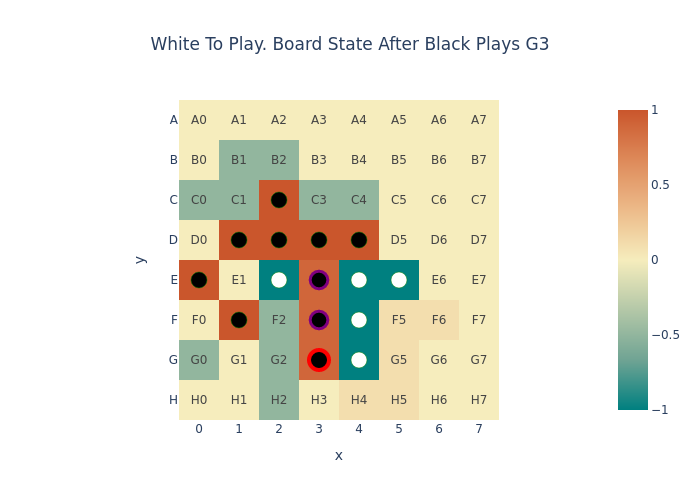 White To Play. Board State After Black Plays G3
A A0 A1 A2 A3 A4 A5 A6 A7
B B0 B1 B2 B3 B4 B5 B6 B7
C C0 C1 C3 C4 C5 C6 C7
D D0 D5 D6 D7
E E1 E6 E7
F F0 F2 F5 F6 F7
G G0 G1 G2 G5 G6 G7
H H0 H1 H2 H3 H4 H5 H6 H7
0 1 2 3 4 5 6 7
x
y
1
0.5
0
−0.5
−1